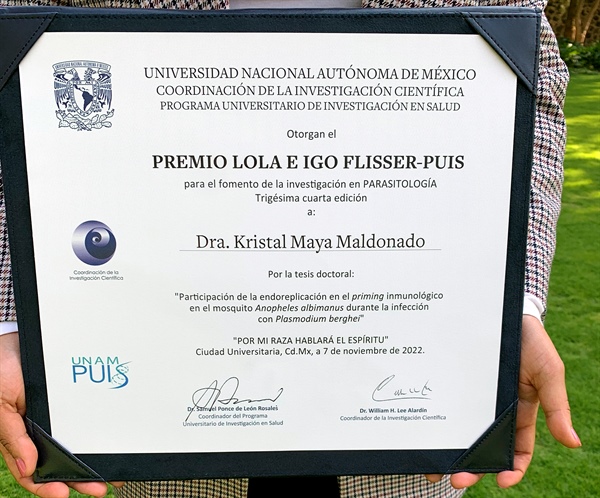 UNIVERSIDAD NACIONAL AUTÓNOMA DE MÉXICO
COORDINACIÓN DE LA INVESTIGACIÓN CIENTÍFICA
PROGRAMA UNIVERSITARIO DE INVESTIGACIÓN EN SALUD
Otorgan el
PREMIO LOLA E IGO FLISSER-PUIS
para el fomento de la investigación en PARASITOLOGÍA
Trigésima cuarta edición
a:
Dra. Kristal Maya Maldonado
Coordinación de la
Investigación Científica
Por la tesis doctoral:
"Participación de la endoreplicación en el priming inmunológico
en el mosquito Anopheles albimanus durante la infección
con Plasmodium berghei"
"POR MI RAZA HABLARÁ EL ESPÍRITU"
Ciudad Universitaria, Cd.Mx, a 7 de noviembre de 2022.
UNAM
PUIS
Dr. Samuel Ponce de León Rosales
Coordinador del Programa
Universitario de Investigación en Salud
Dr. William H. Lee Alardín
Coordinador de la Investigación Científica